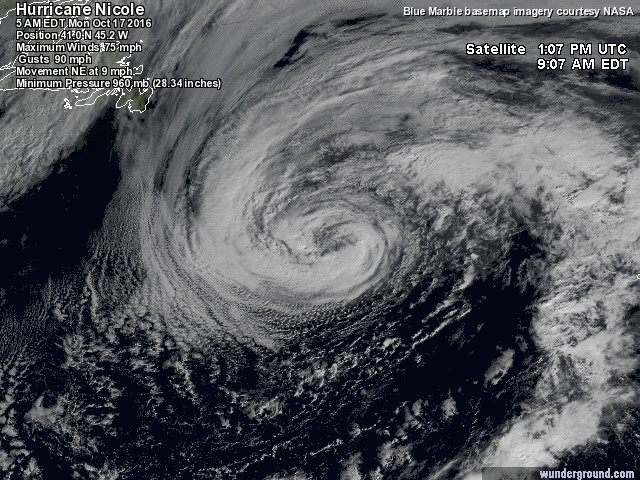 Hurricane Nicole
5 AM EDT Mon Oct 17 2016
Position 41.0 N 45.2 W
Maximum Winds 75 mph
Gusts 90 mph
Movement NE at 9 mph
Minimum Pressure 960 mb (28.34 inches)
Blue Marble basemap imagery courtesy NASA
Satellite 1:07 PM UTC
9:07 AM EDT
wunderground.com